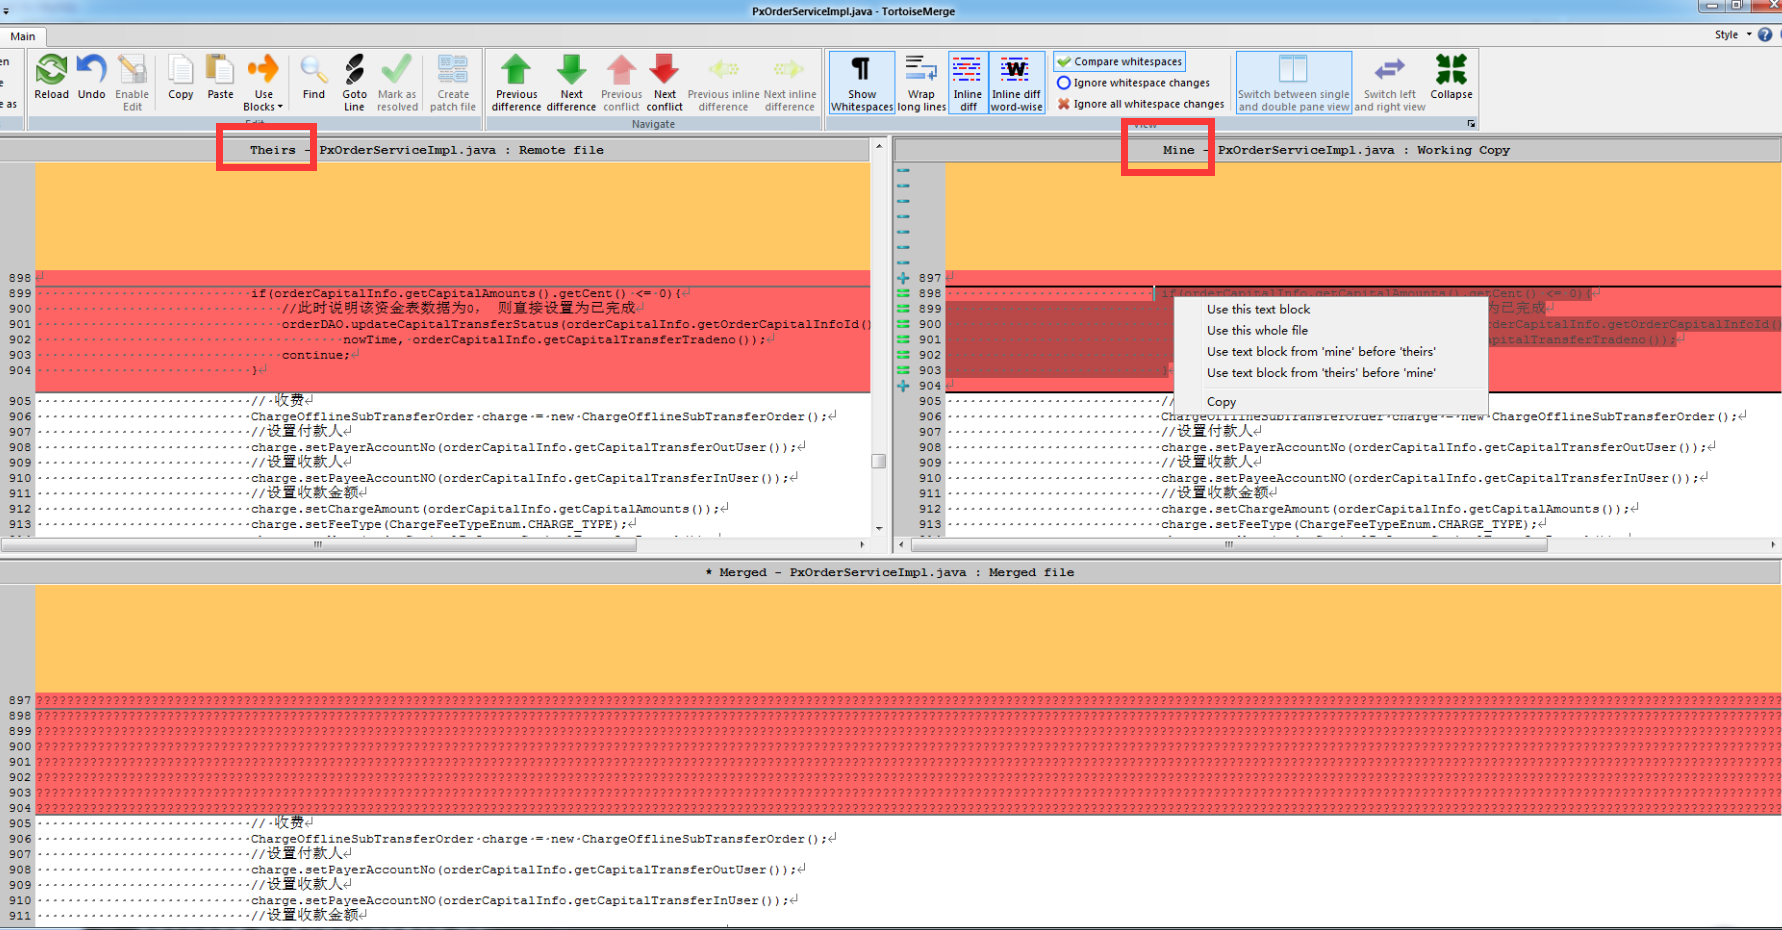 PxOrderServiceImpl.java - TortoiseMerge
Main
Style
en
e
e as
Reload
Undo
Enable Edit
Copy
Paste
Use Blocks
Find
Goto Line
Mark as resolved
Create patch file
Previous difference
Next difference
Previous conflict
Next conflict
Previous inline difference
Next inline difference
Show Whitespaces
Wrap long lines
Inline diff
Inline diff word-wise
Compare whitespaces
Ignore whitespace changes
Ignore all whitespace changes
Switch between single and double pane view
Switch left and right view
Collapse
Edit
Navigate
View
Theirs - PxOrderServiceImpl.java : Remote file
898
899 if(orderCapitalInfo.getCapitalAmounts().getCent() <= 0){
900 //此时说明该资金表数据为0， 则直接设置为已完成
901 orderDAO.updateCapitalTransferStatus(orderCapitalInfo.getOrderCapitalInfoId()
902 nowTime, orderCapitalInfo.getCapitalTransferTradeno());
903 continue;
904 }
905 // 收费
906 ChargeOfflineSubTransferOrder charge = new ChargeOfflineSubTransferOrder();
907 //设置付款人
908 charge.setPayerAccountNo(orderCapitalInfo.getCapitalTransferOutUser());
909 //设置收款人
910 charge.setPayeeAccountNO(orderCapitalInfo.getCapitalTransferInUser());
911 //设置收款金额
912 charge.setChargeAmount(orderCapitalInfo.getCapitalAmounts());
913 charge.setFeeType(ChargeFeeTypeEnum.CHARGE_TYPE);
Mine - PxOrderServiceImpl.java : Working Copy
897
898 if(orderCapitalInfo.getCapitalAmounts().getCent() <= 0){
899 为已完成
900 rderCapitalInfo.getOrderCapitalInfoId()
901 apitalTransferTradeno());
902
903 }
904
905 //
906 ChargeOfflineSubTransferOrder charge = new ChargeOfflineSubTransferOrder();
907 //设置付款人
908 charge.setPayerAccountNo(orderCapitalInfo.getCapitalTransferOutUser());
909 //设置收款人
910 charge.setPayeeAccountNO(orderCapitalInfo.getCapitalTransferInUser());
911 //设置收款金额
912 charge.setChargeAmount(orderCapitalInfo.getCapitalAmounts());
913 charge.setFeeType(ChargeFeeTypeEnum.CHARGE_TYPE);
Use this text block
Use this whole file
Use text block from 'mine' before 'theirs'
Use text block from 'theirs' before 'mine'
Copy
* Merged - PxOrderServiceImpl.java : Merged file
897
898
899
900
901
902
903
904
905 // 收费
906 ChargeOfflineSubTransferOrder charge = new ChargeOfflineSubTransferOrder();
907 //设置付款人
908 charge.setPayerAccountNo(orderCapitalInfo.getCapitalTransferOutUser());
909 //设置收款人
910 charge.setPayeeAccountNO(orderCapitalInfo.getCapitalTransferInUser());
911 //设置收款金额